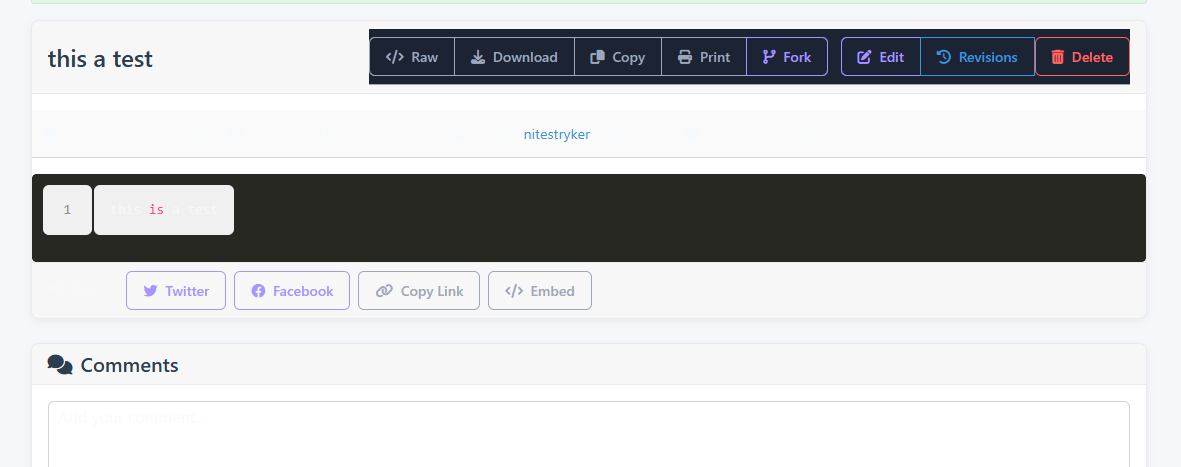 this a test
Raw Download Copy Print Fork Edit Revisions Delete
nitestryker
1 this is a test
Twitter Facebook Copy Link Embed
Comments
Add your comment...